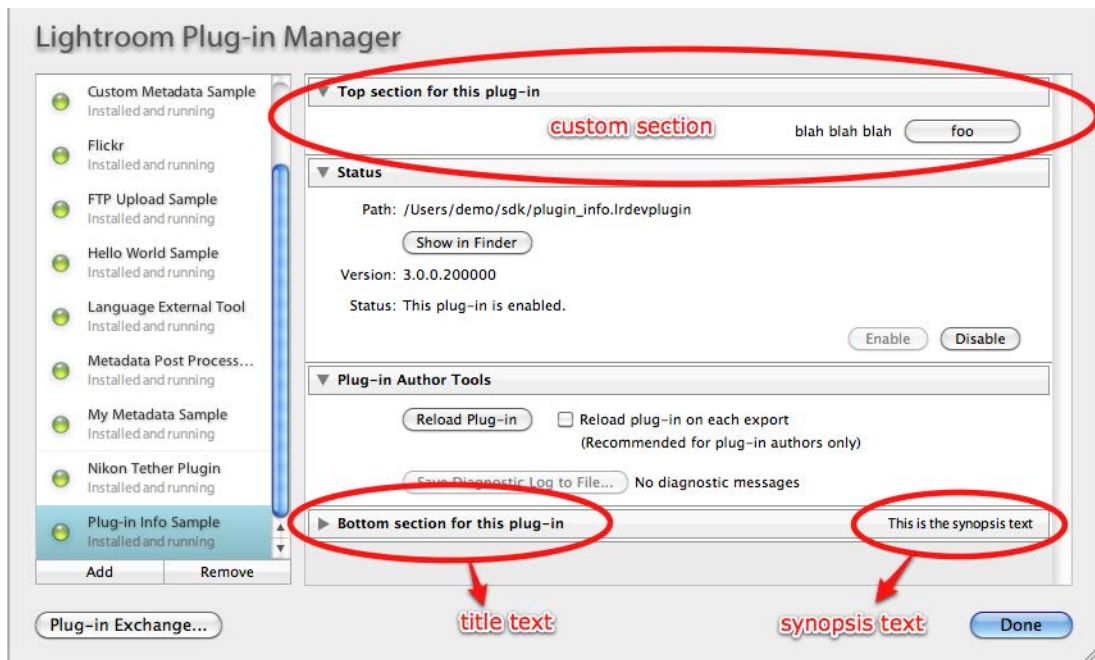 Lightroom Plug-in Manager
Custom Metadata Sample
Installed and running
Flickr
Installed and running
FTP Upload Sample
Installed and running
Hello World Sample
Installed and running
Language External Tool
Installed and running
Metadata Post Process...
Installed and running
My Metadata Sample
Installed and running
Nikon Tether Plugin
Installed and running
Plug-in Info Sample
Installed and running
Add Remove
Plug-in Exchange...
Top section for this plug-in
custom section
blah blah blah foo
Status
Path: /Users/demo/sdk/plugin_info.lrdevplugin
Show in Finder
Version: 3.0.0.200000
Status: This plug-in is enabled.
Enable Disable
Plug-in Author Tools
Reload Plug-in Reload plug-in on each export
(Recommended for plug-in authors only)
Save Diagnostic Log to File... No diagnostic messages
Bottom section for this plug-in This is the synopsis text
title text synopsis text
Done